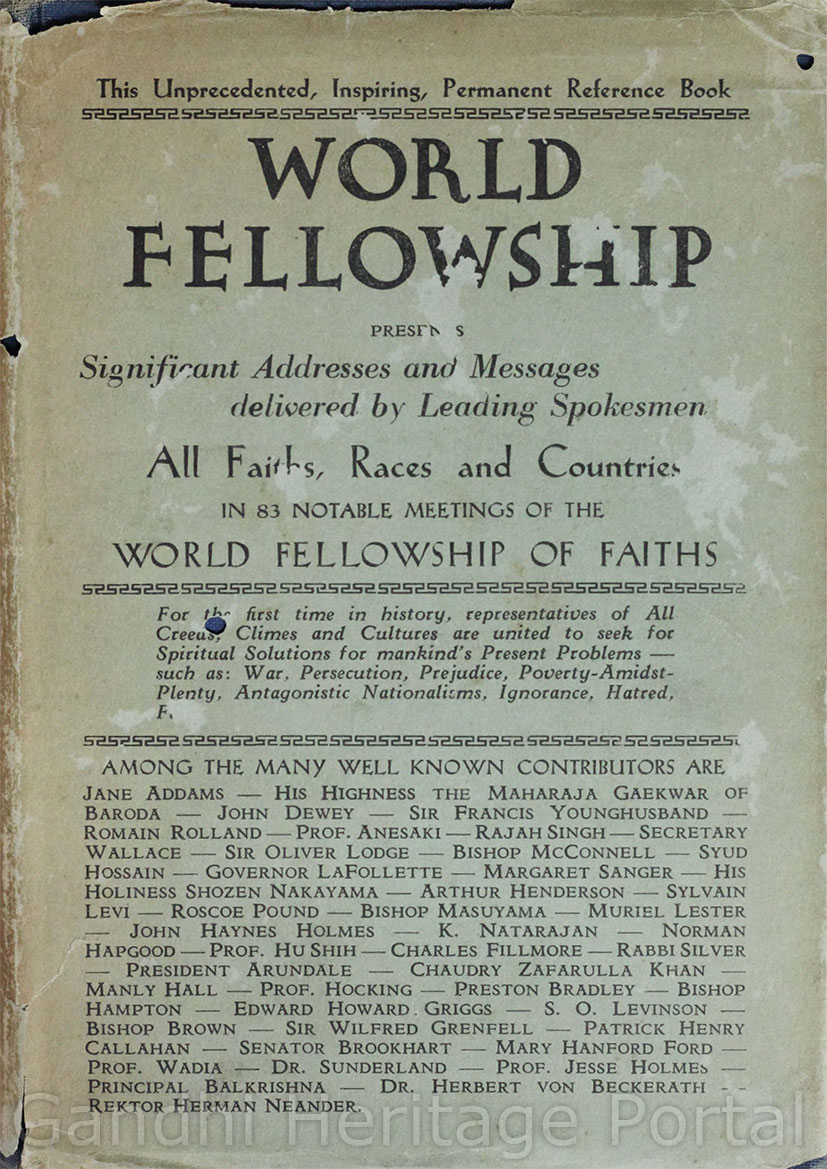 This Unprecedented, Inspiring, Permanent Reference Book
WORLD
FELLOWSHIP
PRESENTS
Significant Addresses and Messages
delivered by Leading Spokesmen
All Faiths, Races and Countries
IN 83 NOTABLE MEETINGS OF THE
WORLD FELLOWSHIP OF FAITHS
For the first time in history, representatives of All
Creeds, Climes and Cultures are united to seek for
Spiritual Solutions for mankind's Present Problems —
such as: War, Persecution, Prejudice, Poverty-Amidst-
Plenty, Antagonistic Nationalisms, Ignorance, Hatred,
AMONG THE MANY WELL KNOWN CONTRIBUTORS ARE
JANE ADDAMS — HIS HIGHNESS THE MAHARAJA GAEKWAR OF
BARODA — JOHN DEWEY — SIR FRANCIS YOUNGHUSBAND —
ROMAIN ROLLAND — PROF. ANESAKI — RAJAH SINGH — SECRETARY
WALLACE — SIR OLIVER LODGE — BISHOP MCCONNELL — SYUD
HOSSAIN — GOVERNOR LAFOLLETTE — MARGARET SANGER — HIS
HOLINESS SHOZEN NAKAYAMA — ARTHUR HENDERSON — SYLVAIN
LEVI — ROSCOE POUND — BISHOP MASUYAMA — MURIEL LESTER
— JOHN HAYNES HOLMES — K. NATARAJAN — NORMAN
HAPGOOD — PROF. HU SHIH — CHARLES FILLMORE — RABBI SILVER
— PRESIDENT ARUNDALE — CHAUDRY ZAFARULLA KHAN —
MANLY HALL — PROF. HOCKING — PRESTON BRADLEY — BISHOP
HAMPTON — EDWARD HOWARD GRIGGS — S. O. LEVINSON —
BISHOP BROWN — SIR WILFRED GRENFELL — PATRICK HENRY
CALLAHAN — SENATOR BROOKHART — MARY HANFORD FORD —
PROF. WADIA — DR. SUNDERLAND — PROF. JESSE HOLMES —
PRINCIPAL BALKRISHNA — DR. HERBERT VON BECKERATH - -
REKTOR HERMAN NEANDER.
Gandhi Heritage Portal